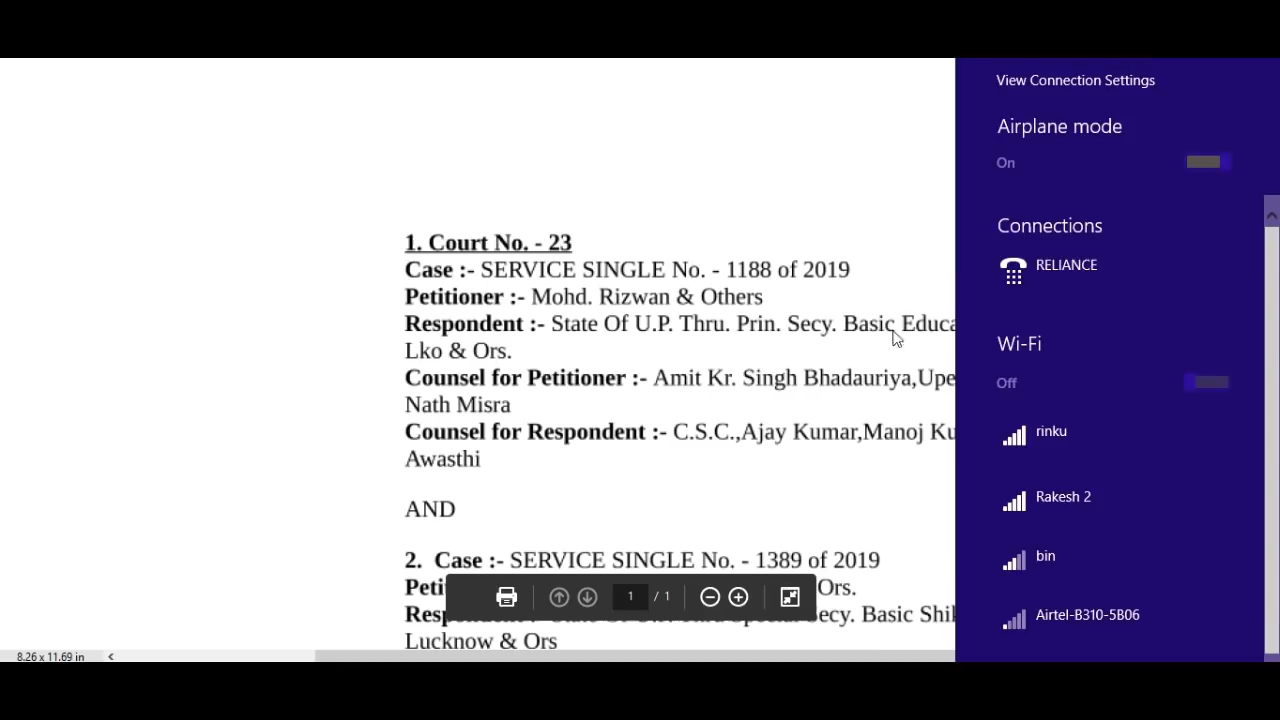 1. Court No. - 23
Case :- SERVICE SINGLE No. - 1188 of 2019
Petitioner :- Mohd. Rizwan & Others
Respondent :- State Of U.P. Thru. Prin. Secy. Basic Educa
Lko & Ors.
Counsel for Petitioner :- Amit Kr. Singh Bhadauriya,Upe
Nath Misra
Counsel for Respondent :- C.S.C.,Ajay Kumar,Manoj Ku
Awasthi
AND
2. Case :- SERVICE SINGLE No. - 1389 of 2019
Peti Ors.
Resp ecy. Basic Shik
Lucknow & Ors
1 / 1
8.26 x 11.69 in
View Connection Settings
Airplane mode
On
Connections
RELIANCE
Wi-Fi
Off
rinku
Rakesh 2
bin
Airtel-B310-5B06